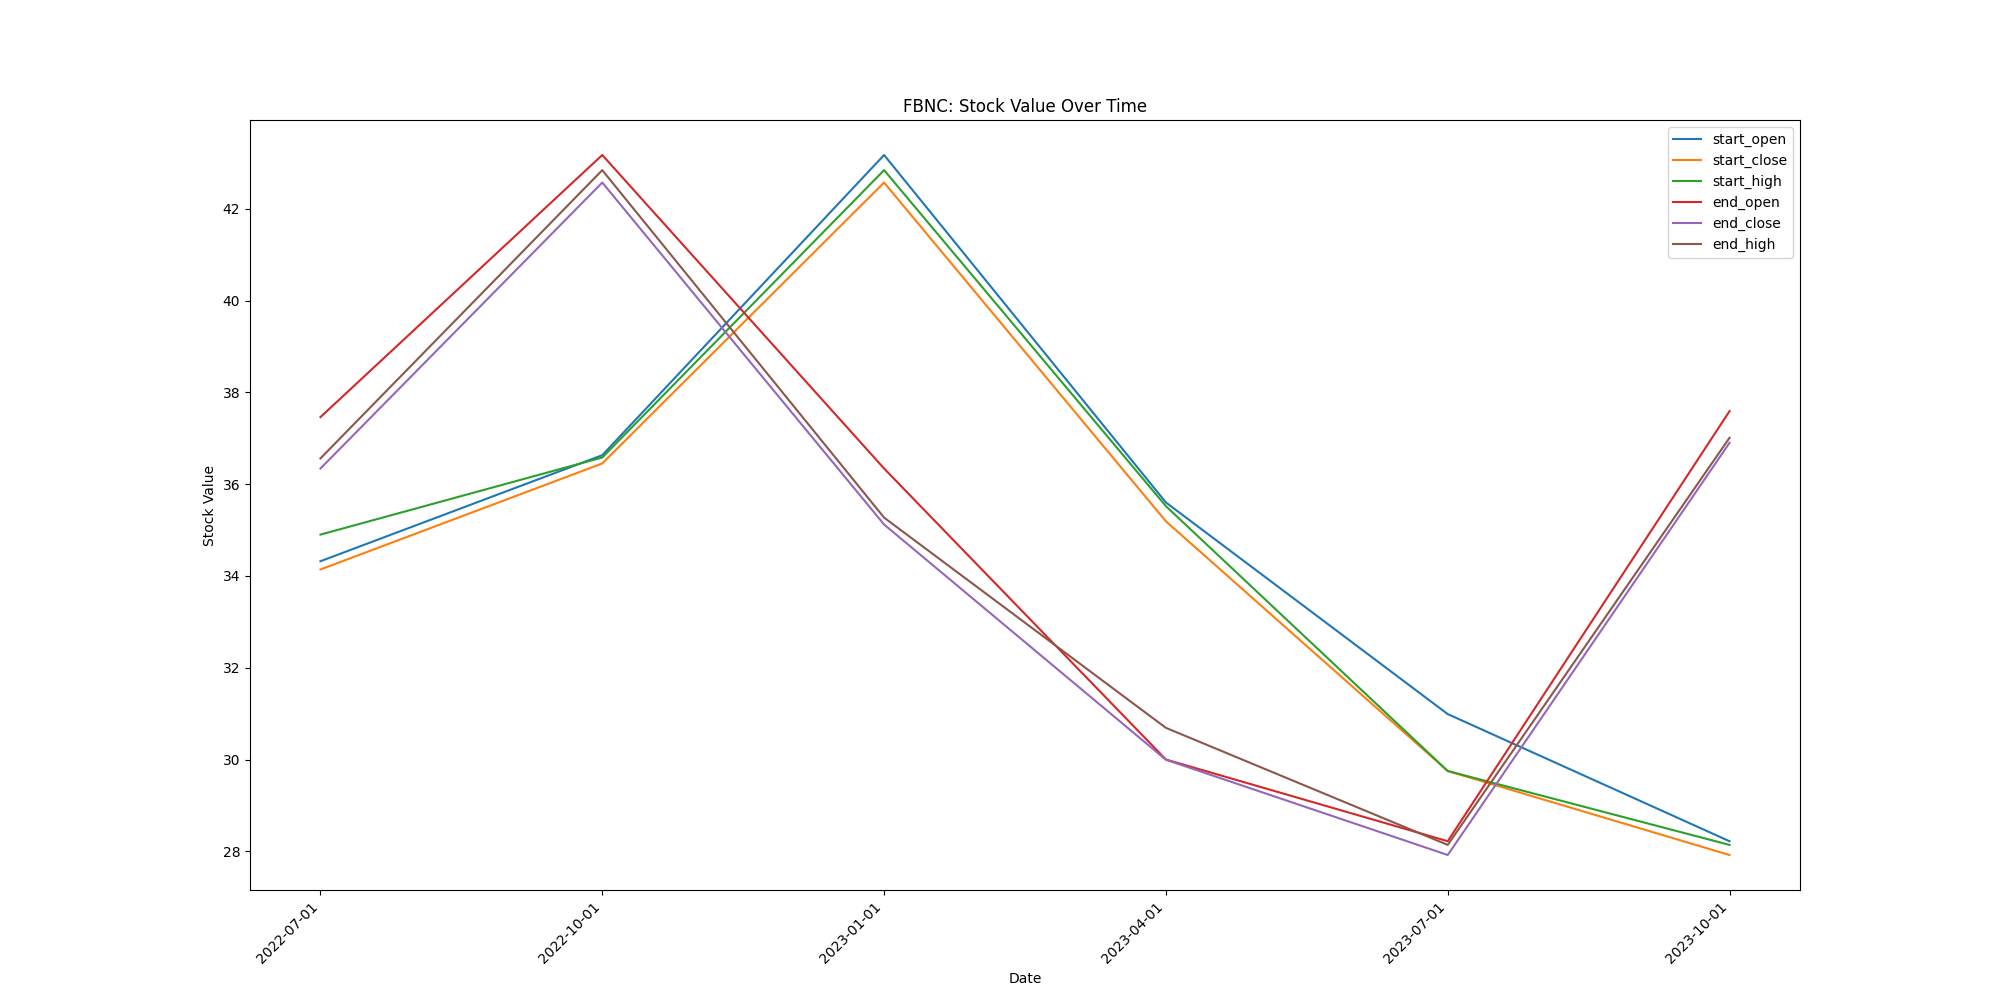 FBNC: Stock Value Over Time
start_open
start_close
start_high
end_open
end_close
end_high
Stock Value
42
40
38
36
34
32
30
28
2022-07-01
2022-10-01
2023-01-01
2023-04-01
2023-07-01
2023-10-01
Date